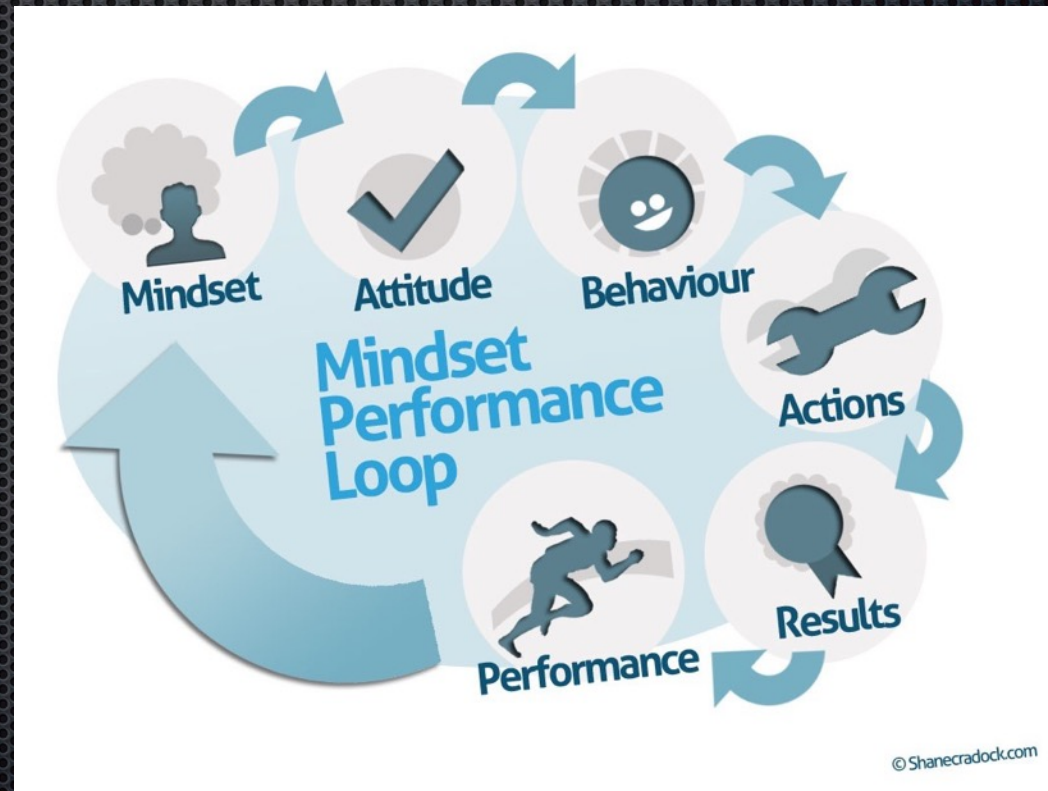 Mindset
Attitude
Behaviour
Mindset
Performance
Loop
Actions
Results
Performance
© Shanecradock.com